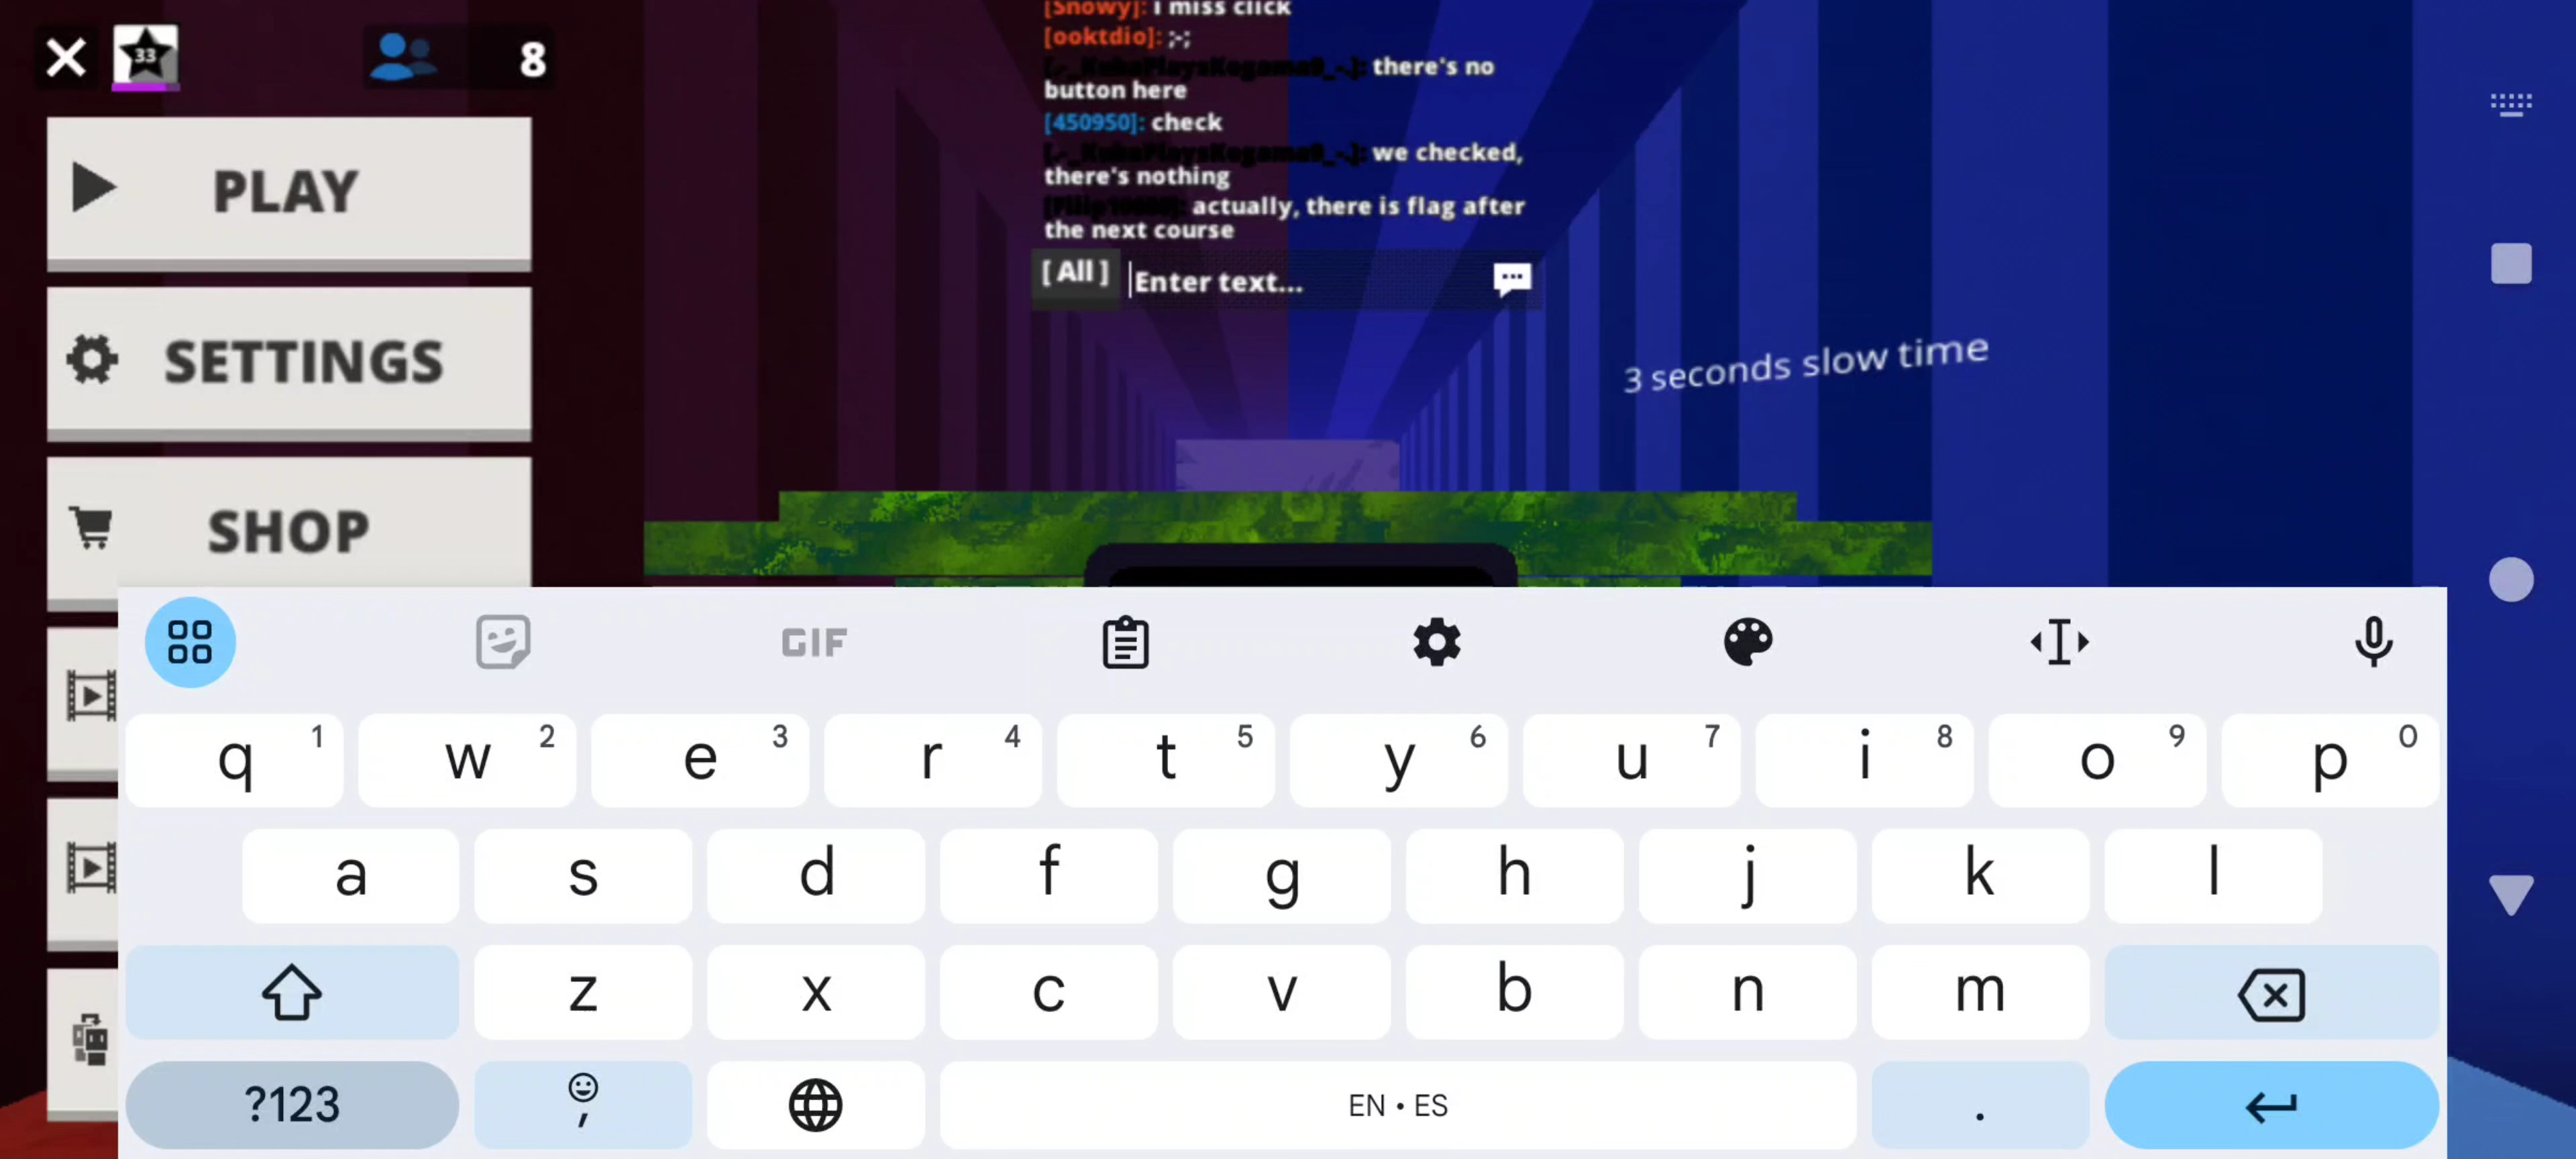 33
8
PLAY
SETTINGS
SHOP
[Snowy]: i miss click
[ooktdio]: ;-;
there's no
button here
[450950]: check
we checked,
there's nothing
actually, there is flag after
the next course
[ All ] Enter text...
3 seconds slow time
GIF
q 1 w 2 e 3 r 4 t 5 y 6 u 7 i 8 o 9 p 0
a s d f g h j k l
z x c v b n m
?123 , EN • ES .